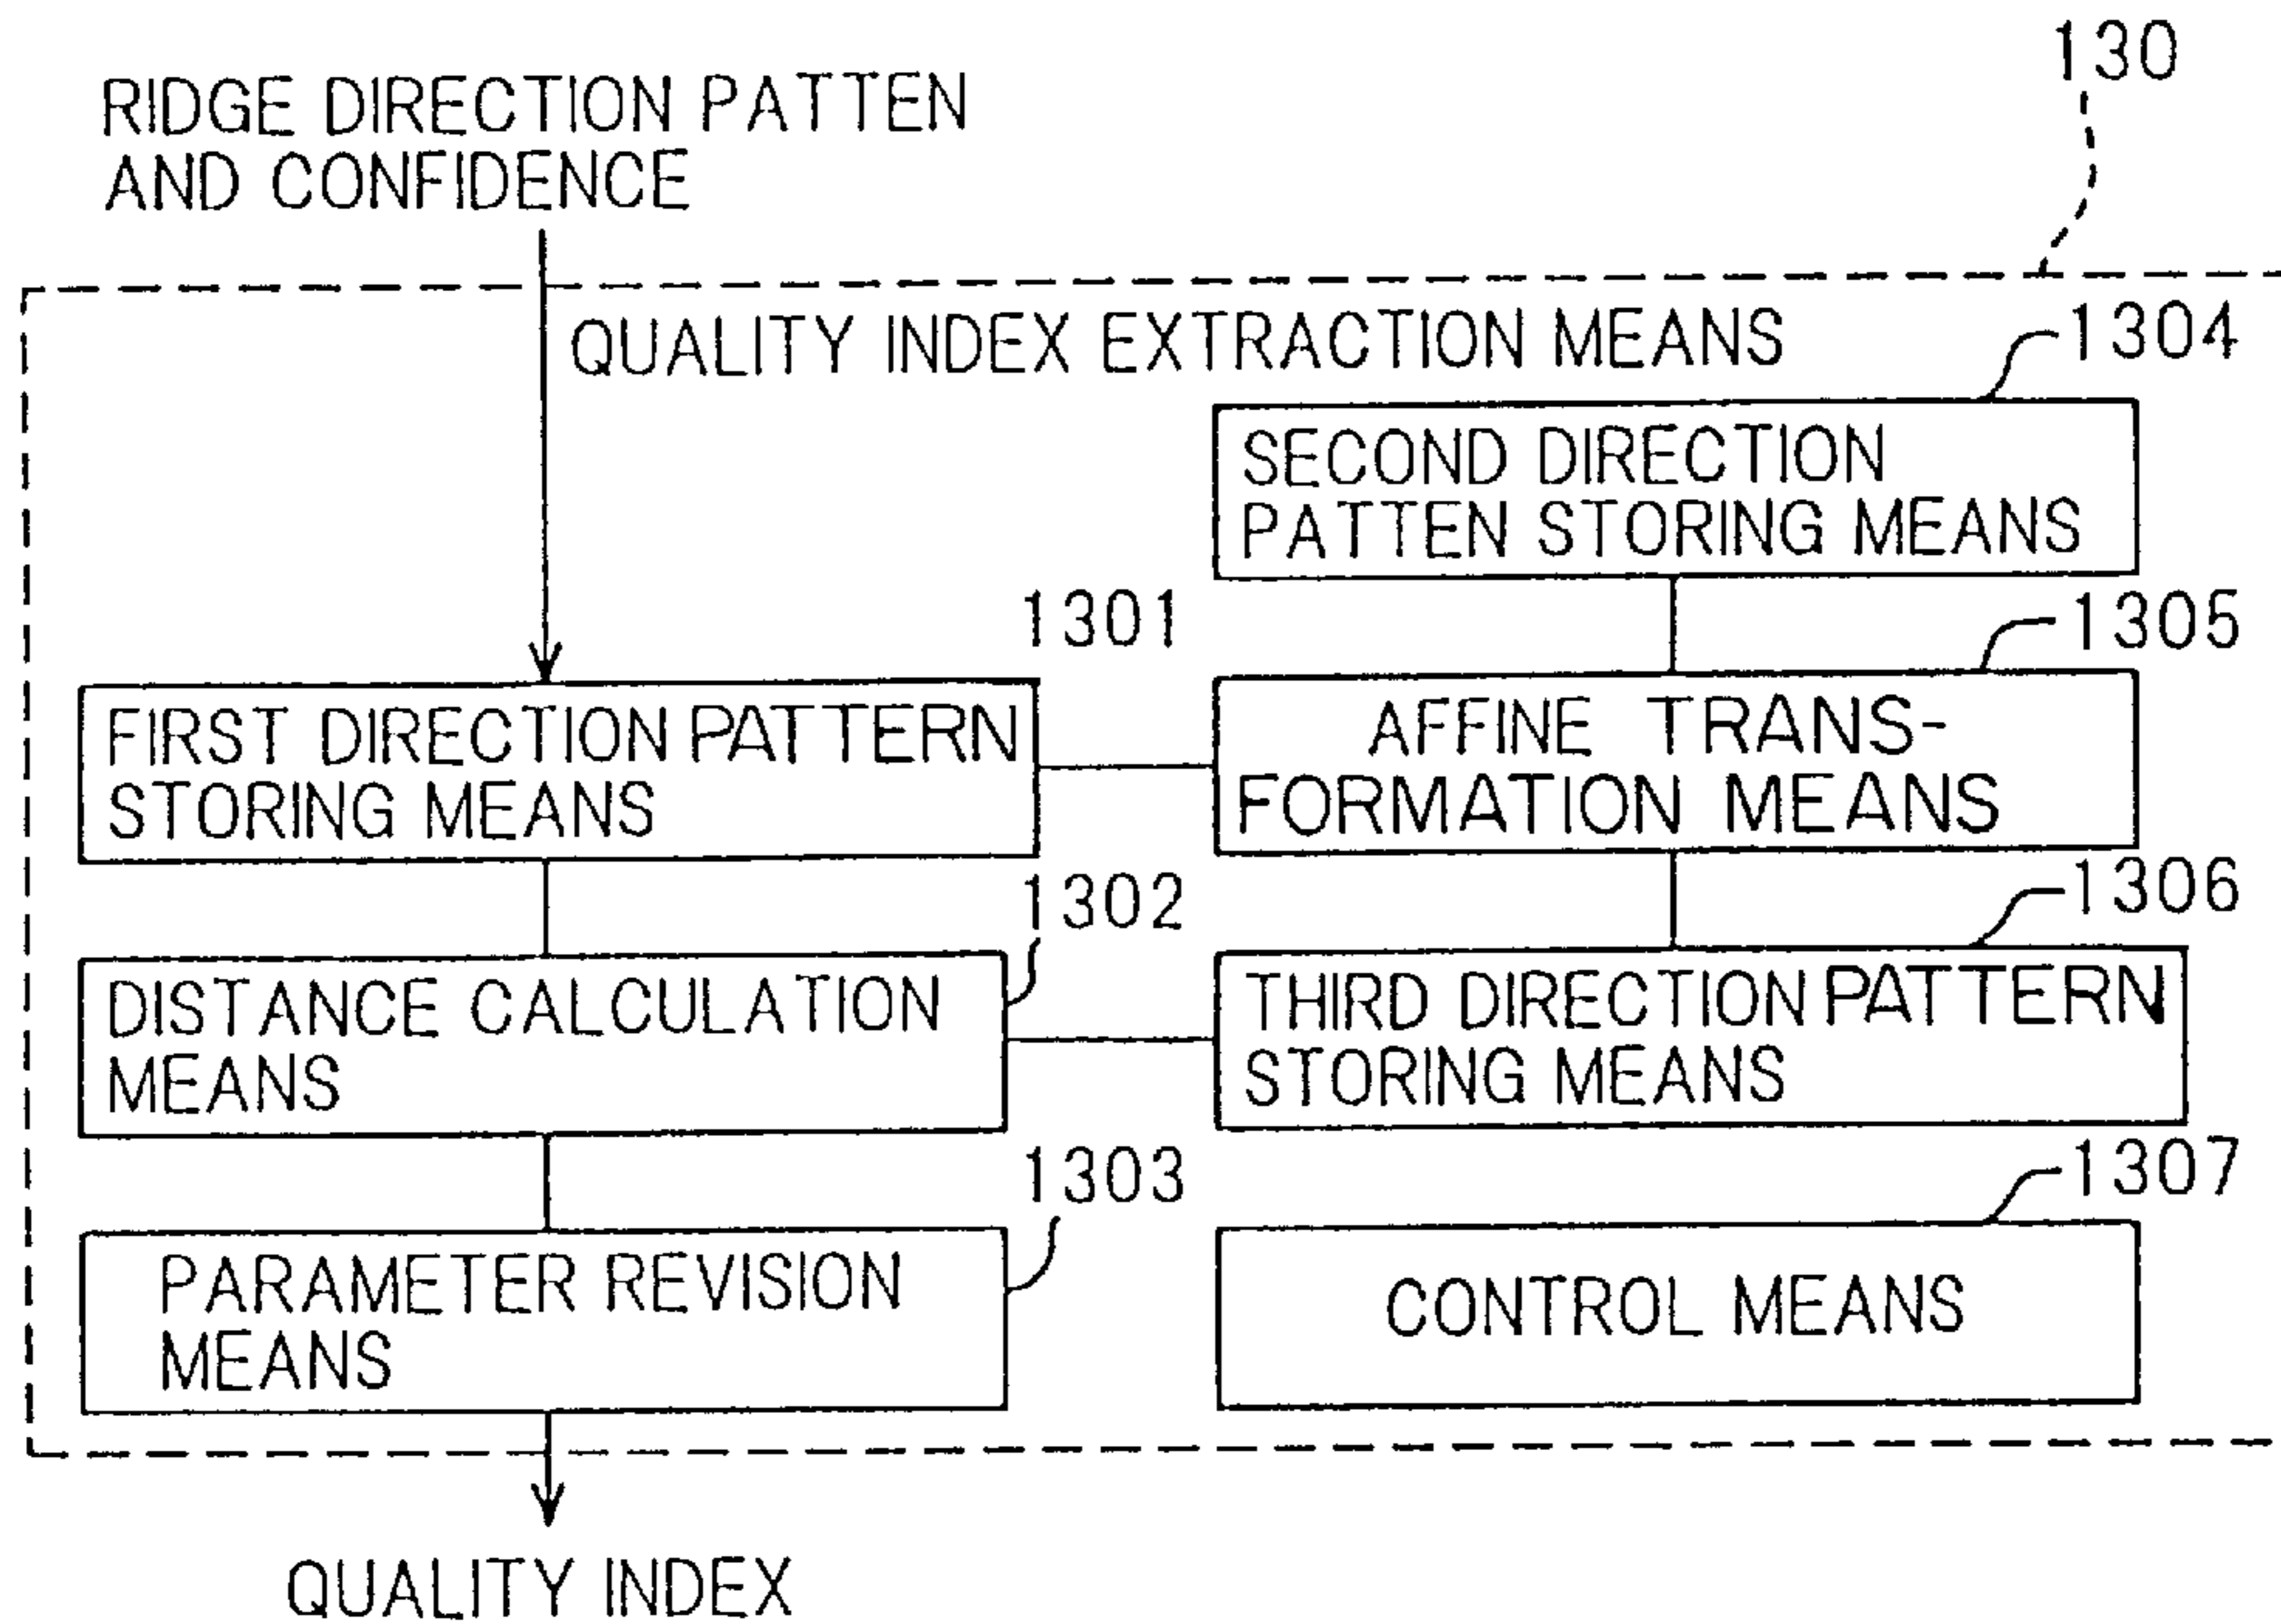 130
RIDGE DIRECTION PATTEN
AND CONFIDENCE
QUALITY INDEX EXTRACTION MEANS
1304
SECOND DIRECTION
PATTEN STORING MEANS
1301
1305
FIRST DIRECTION PATTERN
STORING MEANS
AFFINE TRANS-
FORMATION MEANS
1302
1306
DISTANCE CALCULATION
MEANS
THIRD DIRECTION PATTERN
STORING MEANS
1303
1307
PARAMETER REVISION
MEANS
CONTROL MEANS
QUALITY INDEX